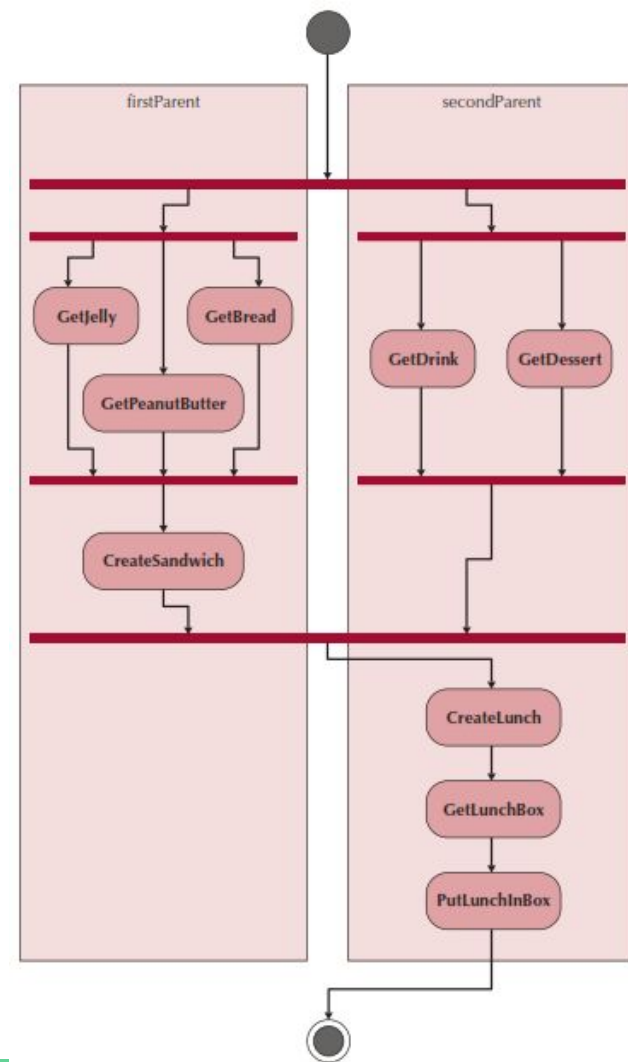 firstParent
secondParent
GetJelly
GetBread
GetPeanutButter
GetDrink
GetDessert
CreateSandwich
CreateLunch
GetLunchBox
PutLunchInBox